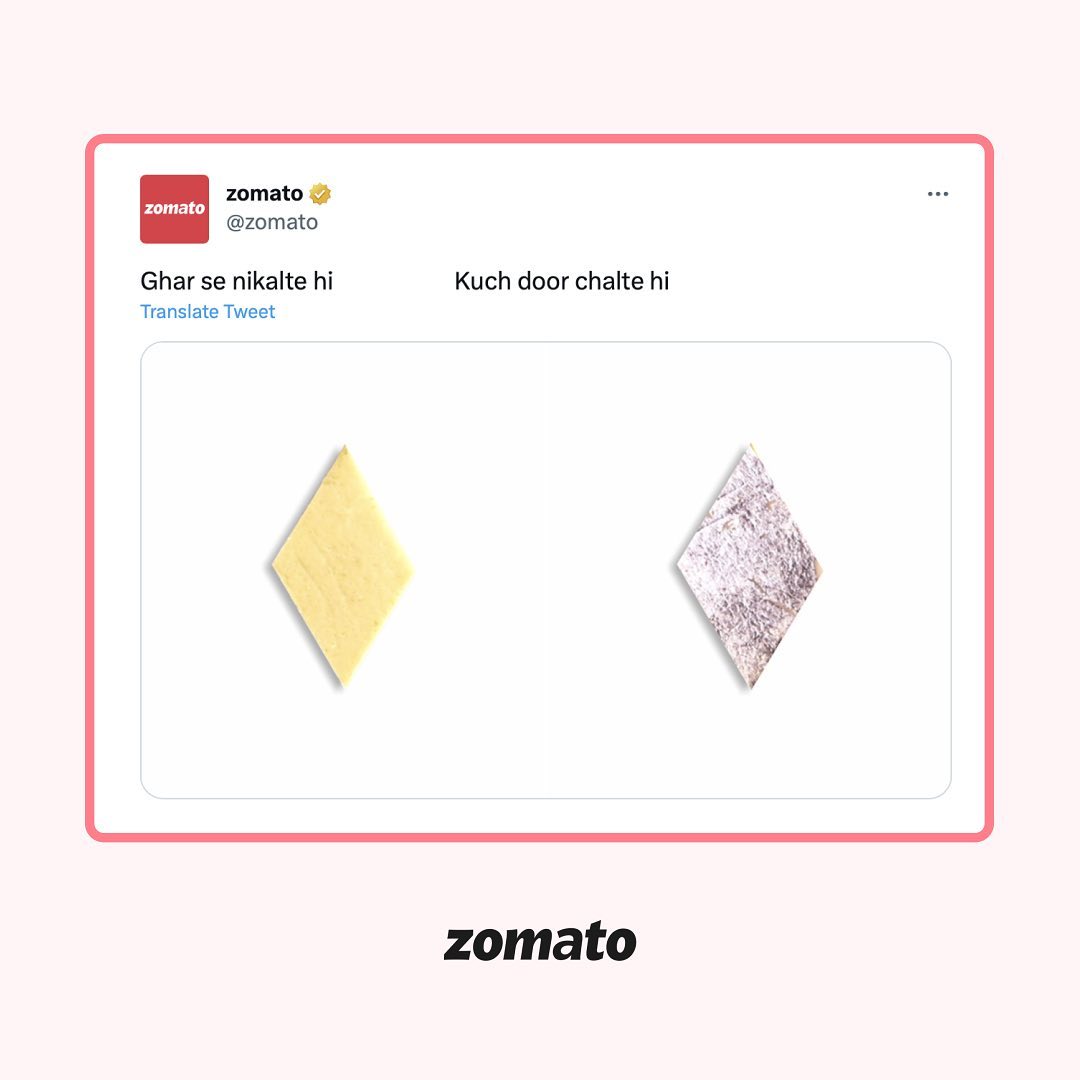 zomato
zomato
@zomato
Ghar se nikalte hi Kuch door chalte hi
Translate Tweet
zomato